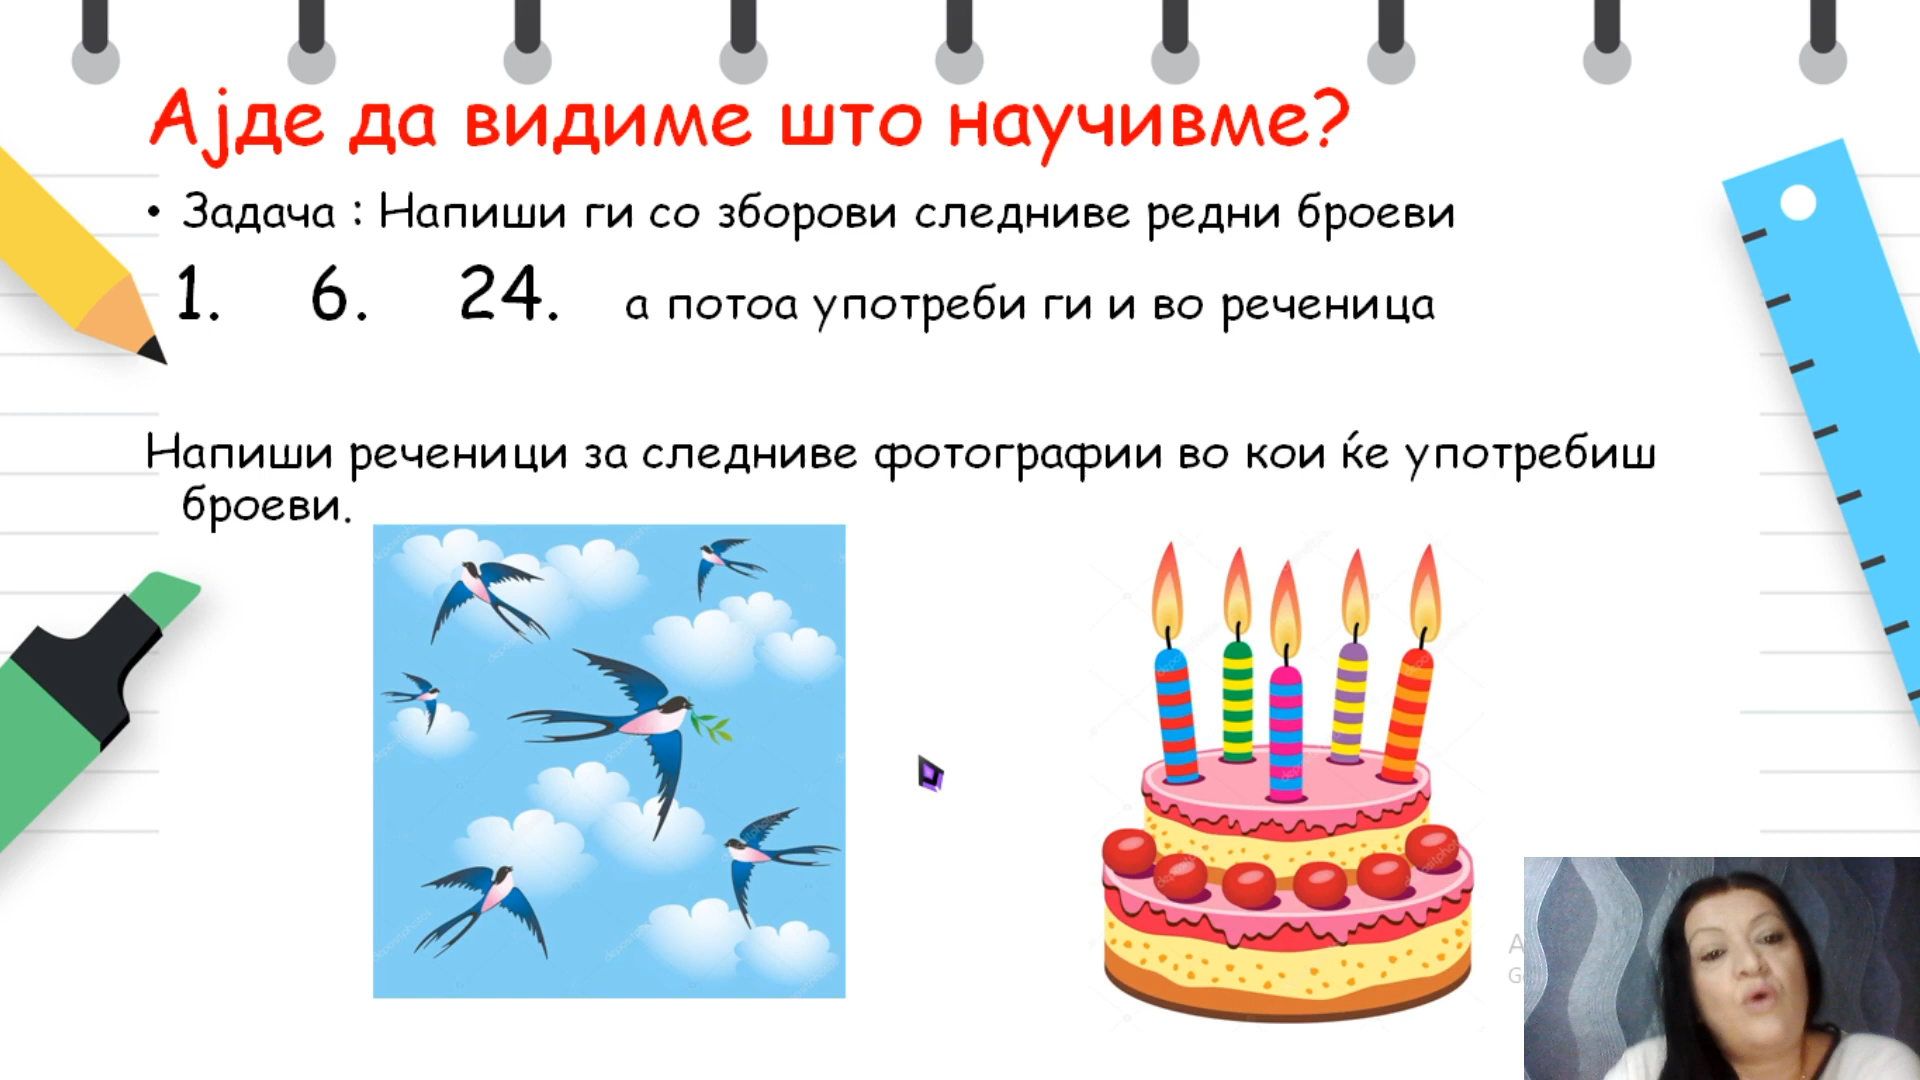 Ајде да видиме што научивме?
• Задача : Напиши ги со зборови следниве редни броеви
1. 6. 24. а потоа употреби ги и во реченица
Напиши реченици за следниве фотографии во кои ќе употребиш
броеви.